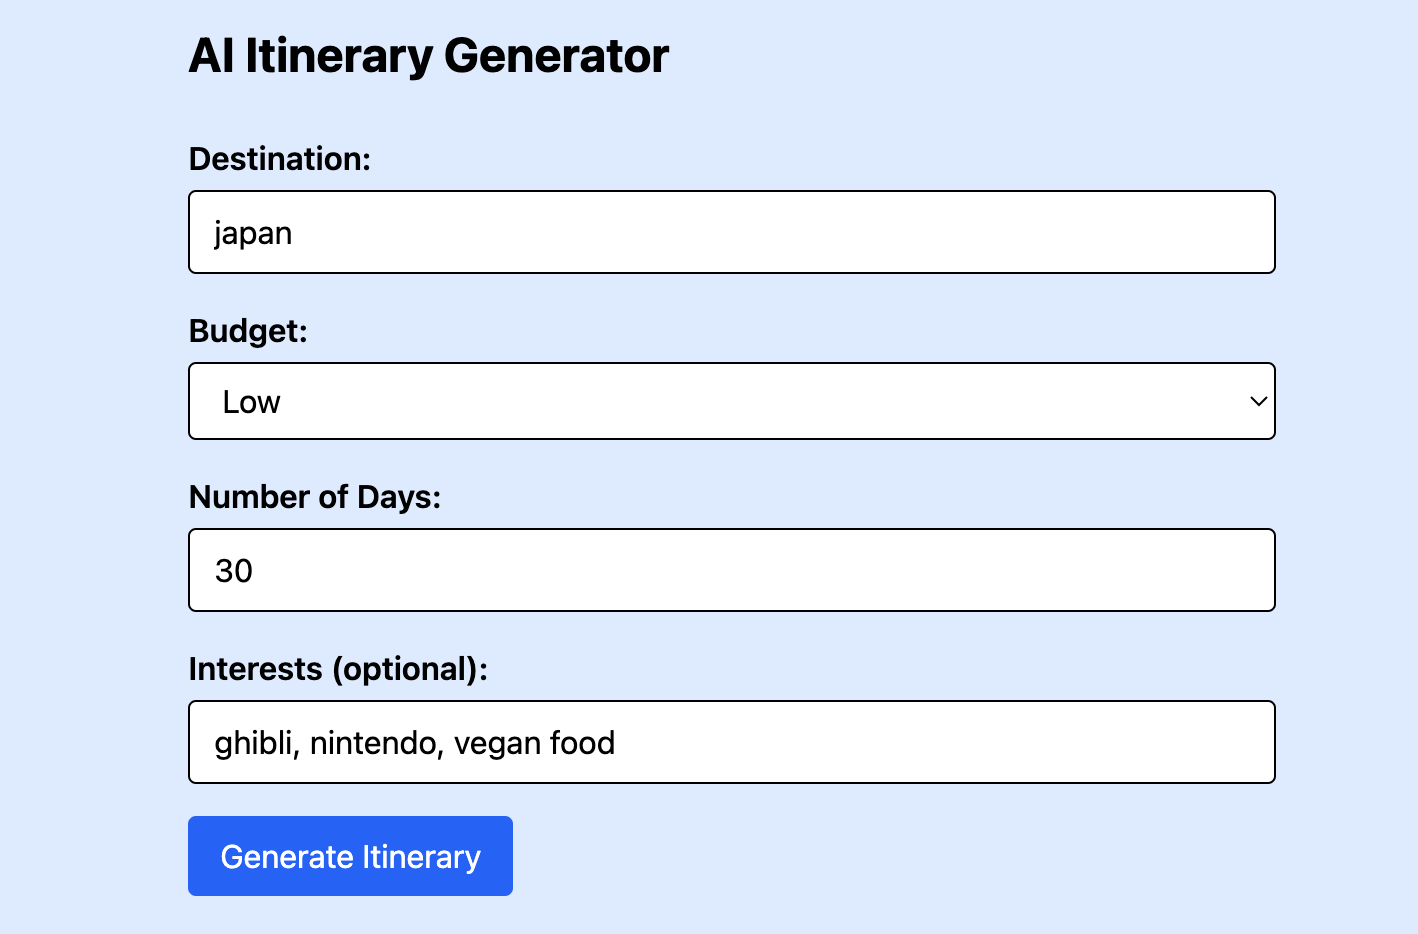 AI Itinerary Generator
Destination:
japan
Budget:
Low
Number of Days:
30
Interests (optional):
ghibli, nintendo, vegan food
Generate Itinerary